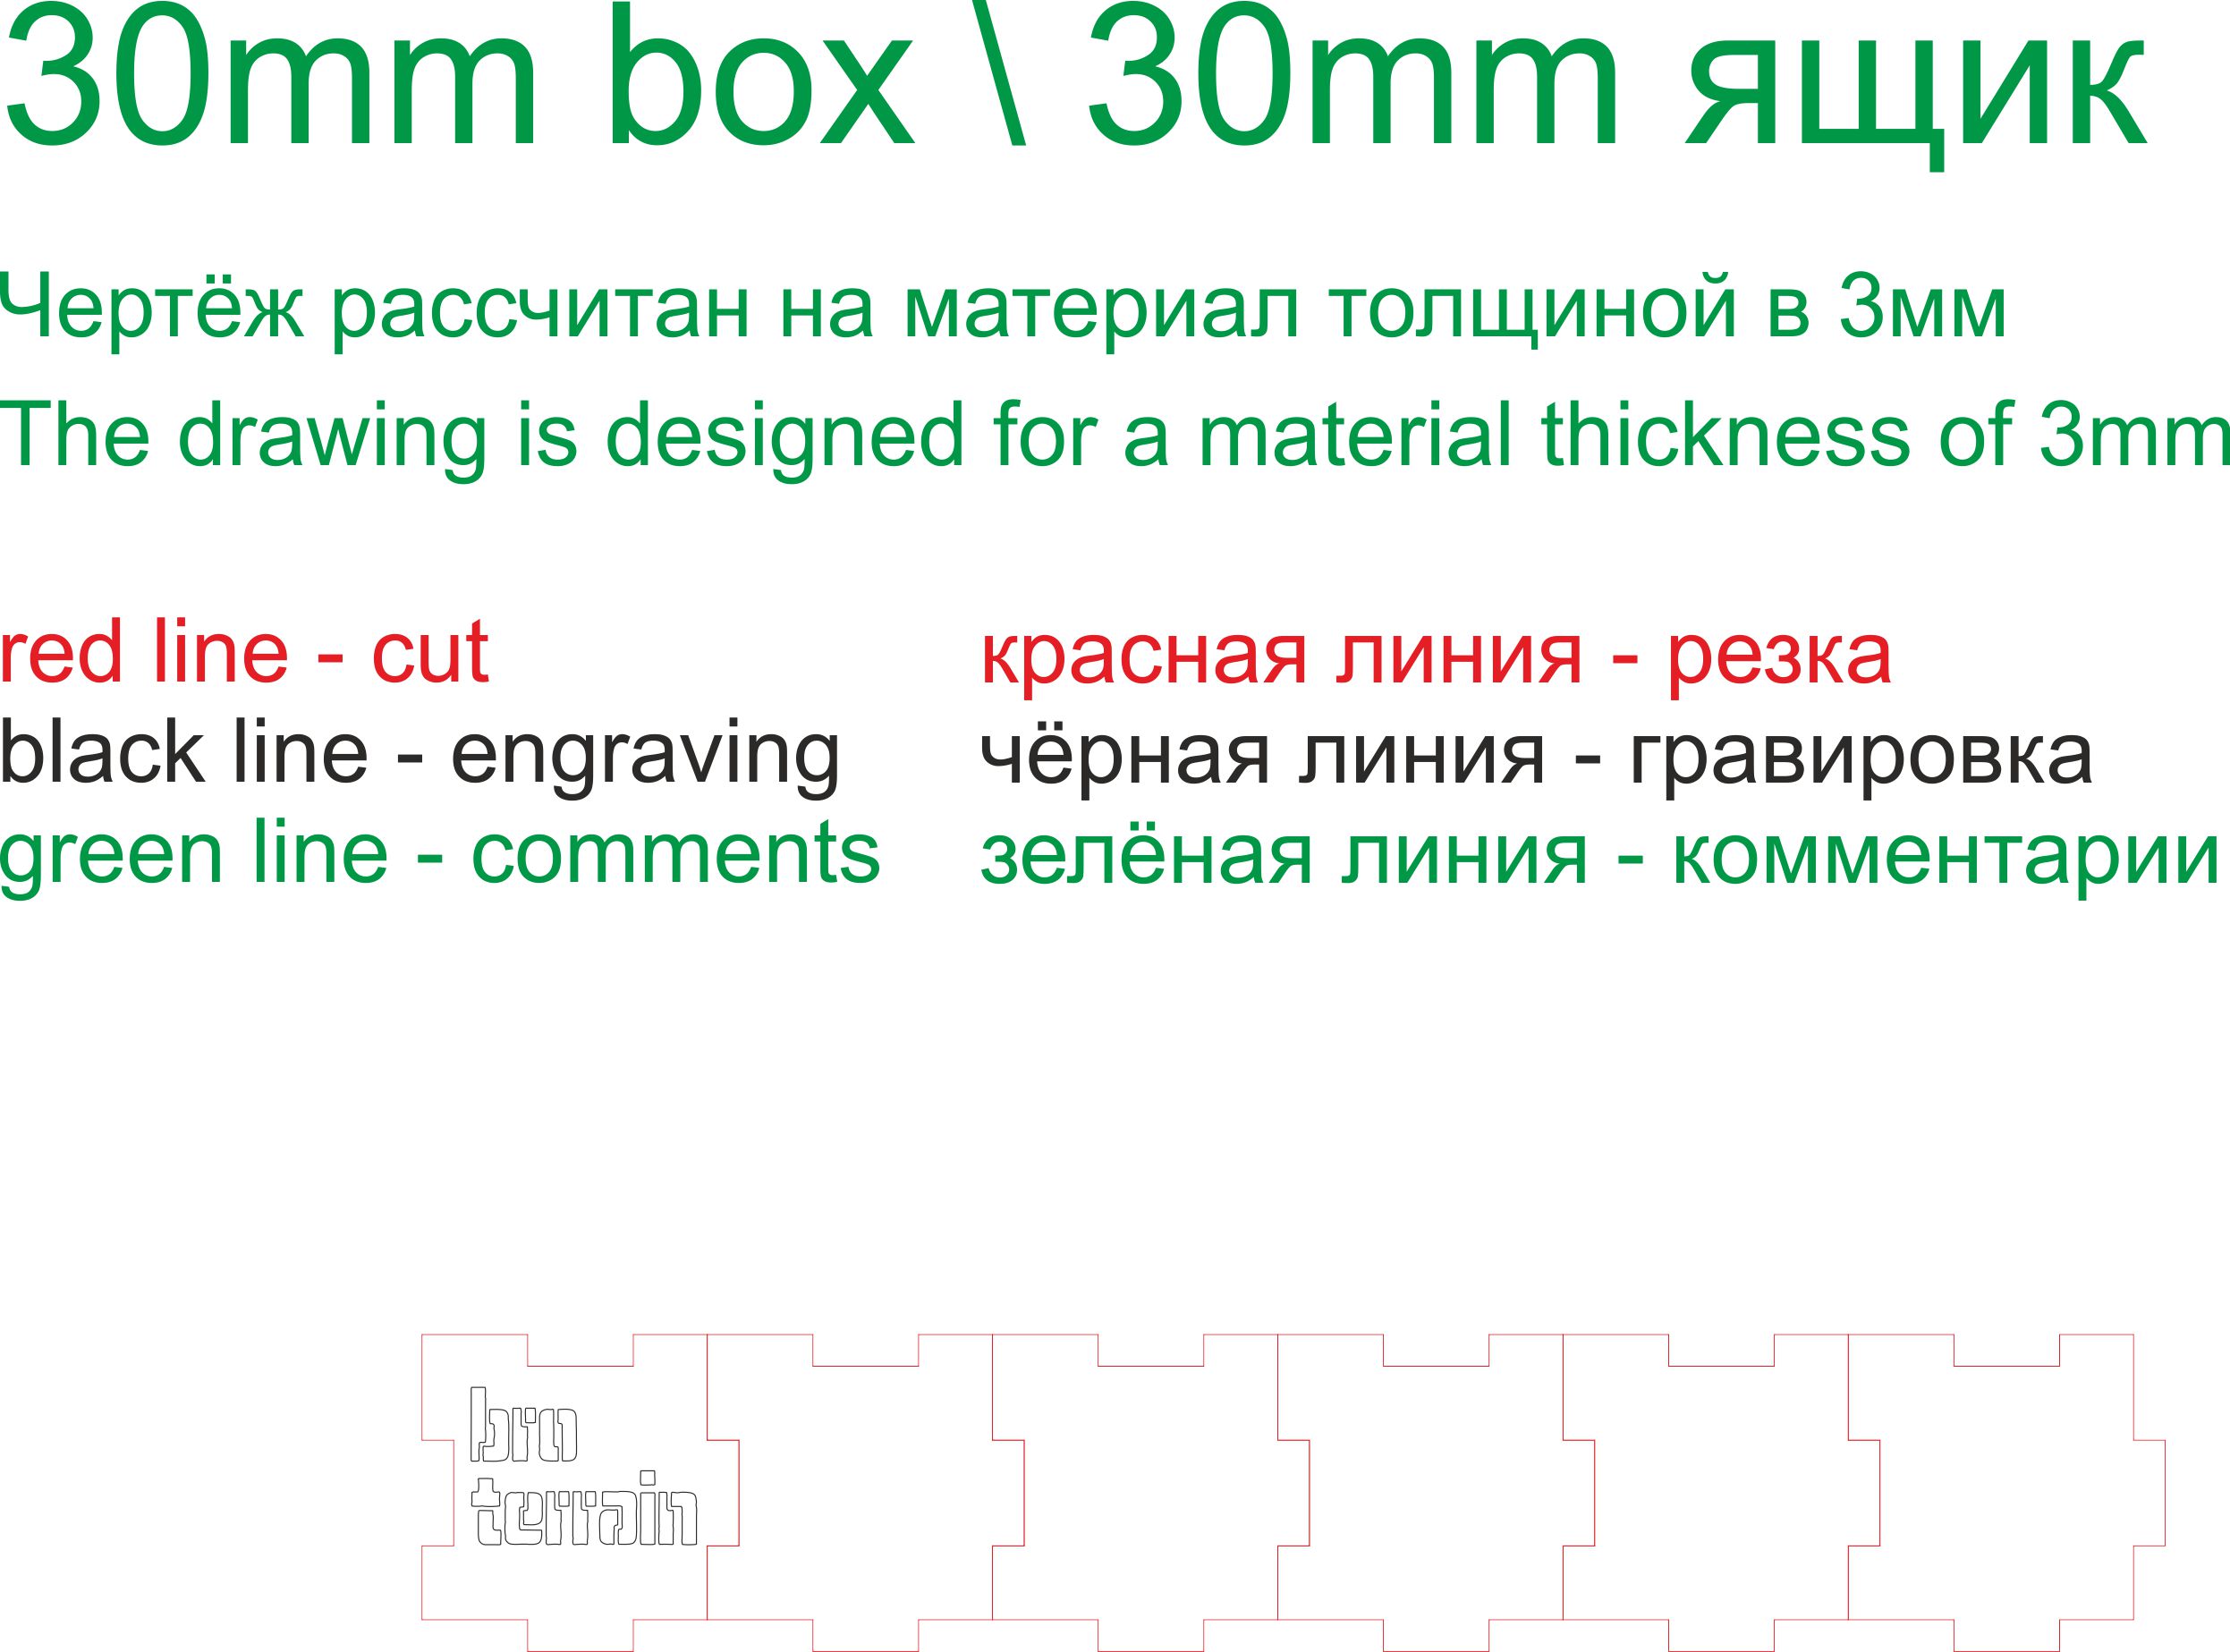 30mm box \ 30mm ящик
Чертёж рассчитан на материал толщиной в 3мм
The drawing is designed for a material thickness of 3mm
red line - cut
black line - engraving
green line - comments
красная линия - резка
чёрная линия - гравировка
зелёная линия - комментарии
bro
terrain